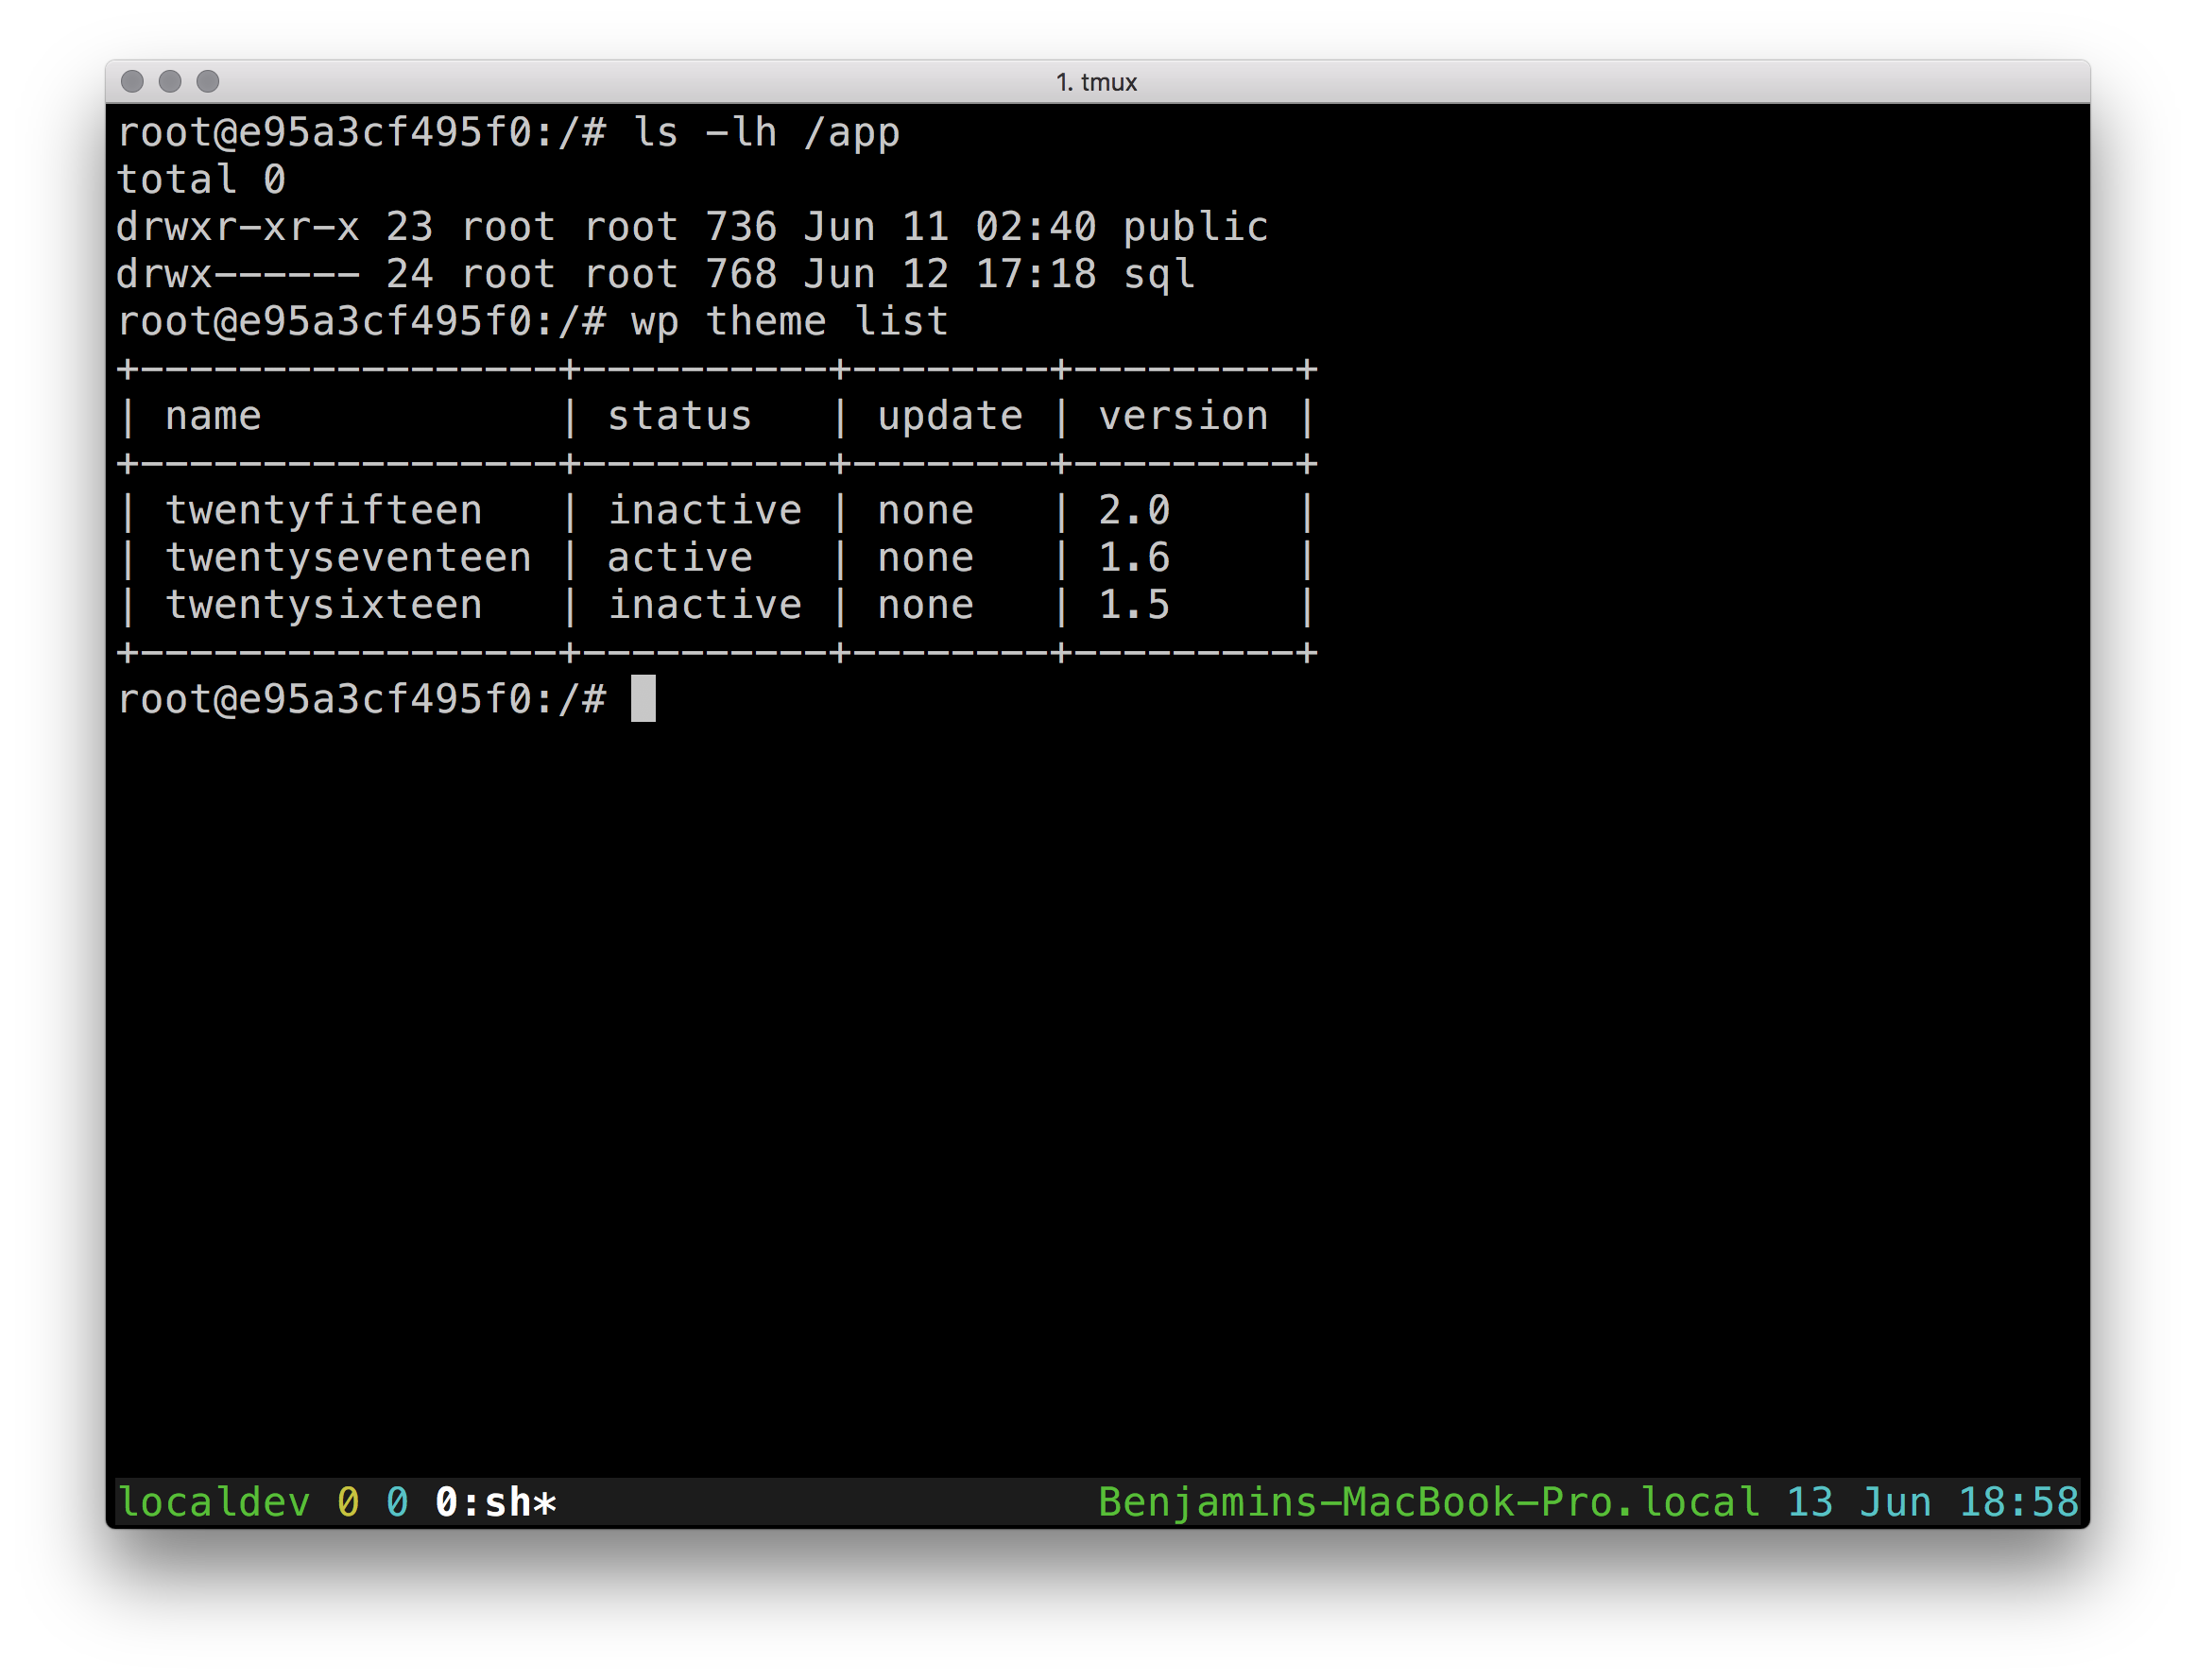 1. tmux
root@e95a3cf495f0:/# ls -lh /app
total 0
drwxr-xr-x 23 root root 736 Jun 11 02:40 public
drwx------ 24 root root 768 Jun 12 17:18 sql
root@e95a3cf495f0:/# wp theme list
+-----------------+----------+--------+---------+
| name            | status   | update | version |
+-----------------+----------+--------+---------+
| twentyfifteen   | inactive | none   | 2.0     |
| twentyseventeen | active   | none   | 1.6     |
| twentysixteen   | inactive | none   | 1.5     |
+-----------------+----------+--------+---------+
root@e95a3cf495f0:/#
localdev 0 0 0:sh* Benjamins-MacBook-Pro.local 13 Jun 18:58